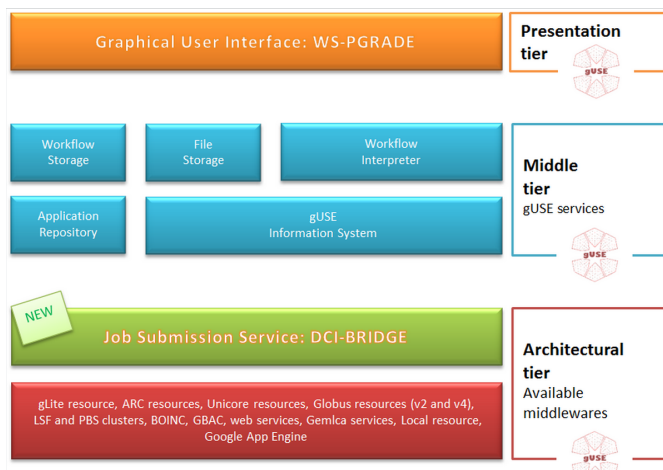 Graphical User Interface: WS-PGRADE
Presentation
tier
gUSE
Workflow
Storage
File
Storage
Workflow
Interpreter
Application
Repository
gUSE
Information System
Middle
tier
gUSE services
gUSE
NEW
Job Submission Service: DCI-BRIDGE
gLite resource, ARC resources, Unicore resources, Globus resources (v2 and v4),
LSF and PBS clusters, BOINC, GBAC, web services, Gemlca services, Local resource,
Google App Engine
Architectural
tier
Available
middlewares
gUSE